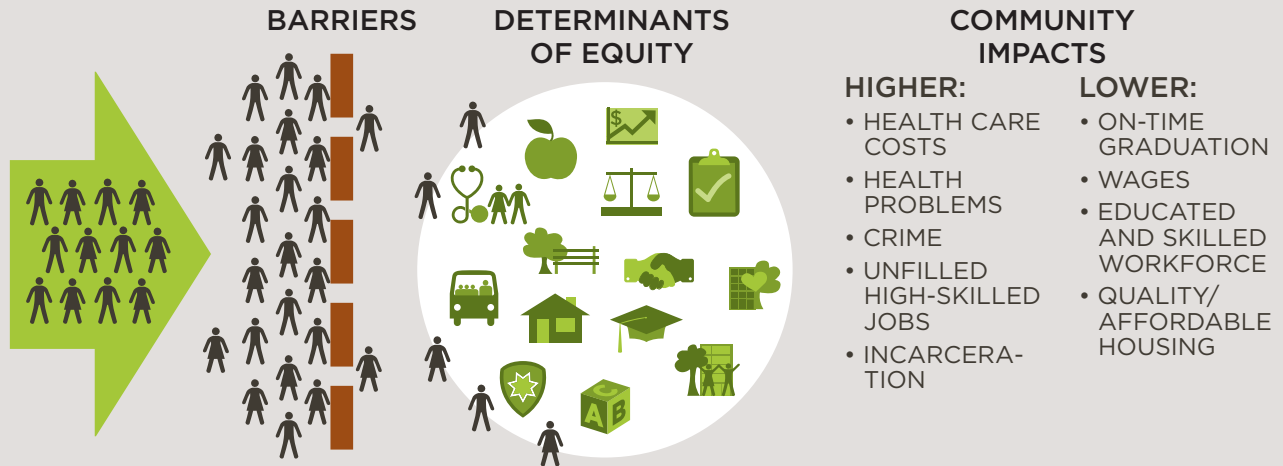 BARRIERS
DETERMINANTS
OF EQUITY
$
A
B
C
COMMUNITY
IMPACTS
HIGHER:
• HEALTH CARE
COSTS
• HEALTH
PROBLEMS
• CRIME
• UNFILLED
HIGH-SKILLED
JOBS
• INCARCERA-
TION
LOWER:
• ON-TIME
GRADUATION
• WAGES
• EDUCATED
AND SKILLED
WORKFORCE
• QUALITY/
AFFORDABLE
HOUSING